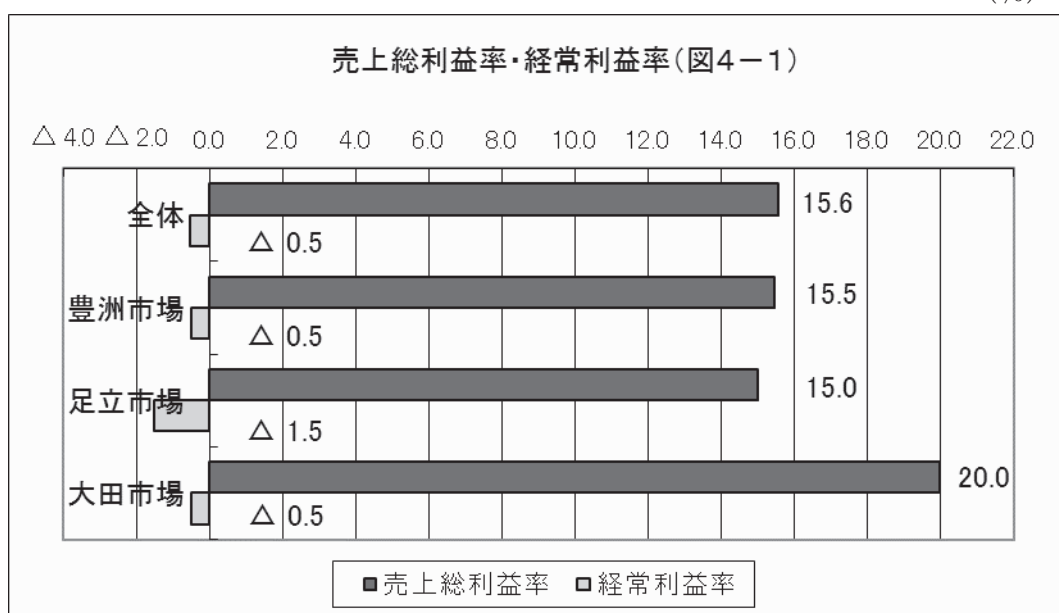 売上総利益率・経常利益率(図4－1)
△ 4.0 △ 2.0 0.0 2.0 4.0 6.0 8.0 10.0 12.0 14.0 16.0 18.0 20.0 22.0
全体 15.6
△ 0.5
豊洲市場 15.5
△ 0.5
足立市場 15.0
△ 1.5
大田市場 20.0
△ 0.5
■売上総利益率 □経常利益率